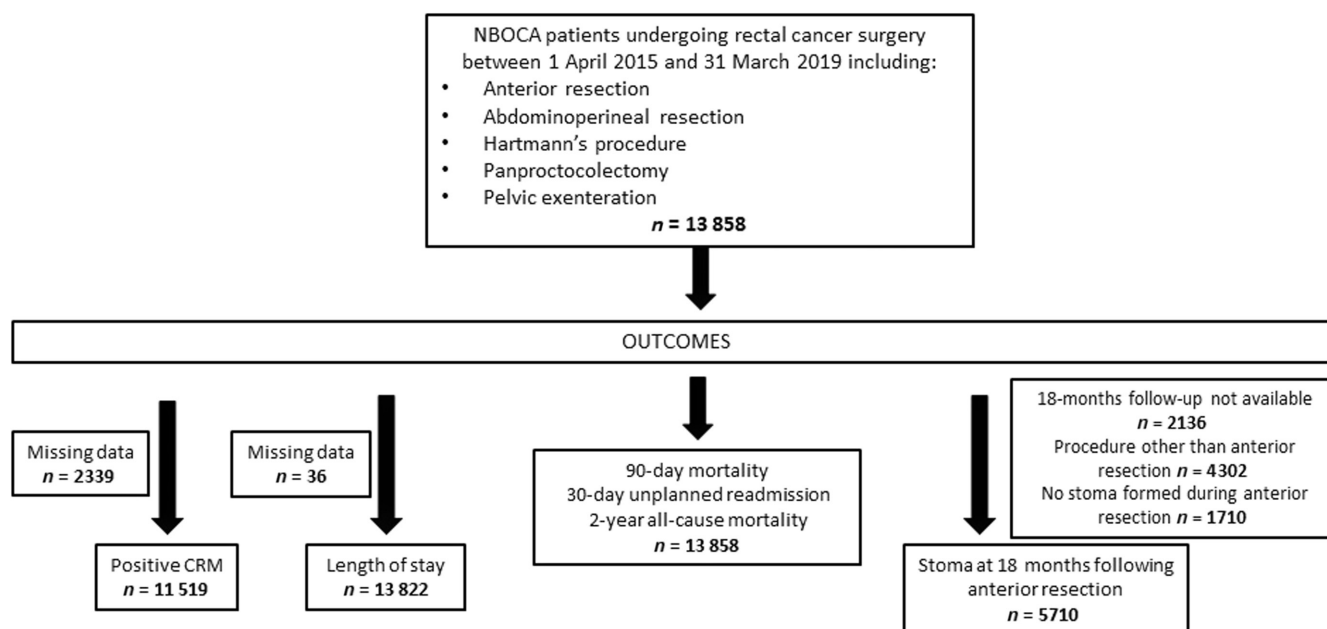 NBOCA patients undergoing rectal cancer surgery
between 1 April 2015 and 31 March 2019 including:
• Anterior resection
• Abdominoperineal resection
• Hartmann's procedure
• Panproctocolectomy
• Pelvic exenteration
n = 13 858
OUTCOMES
Missing data
n = 2339
Positive CRM
n = 11 519
Missing data
n = 36
Length of stay
n = 13 822
90-day mortality
30-day unplanned readmission
2-year all-cause mortality
n = 13 858
18-months follow-up not available
n = 2136
Procedure other than anterior
resection n = 4302
No stoma formed during anterior
resection n = 1710
Stoma at 18 months following
anterior resection
n = 5710